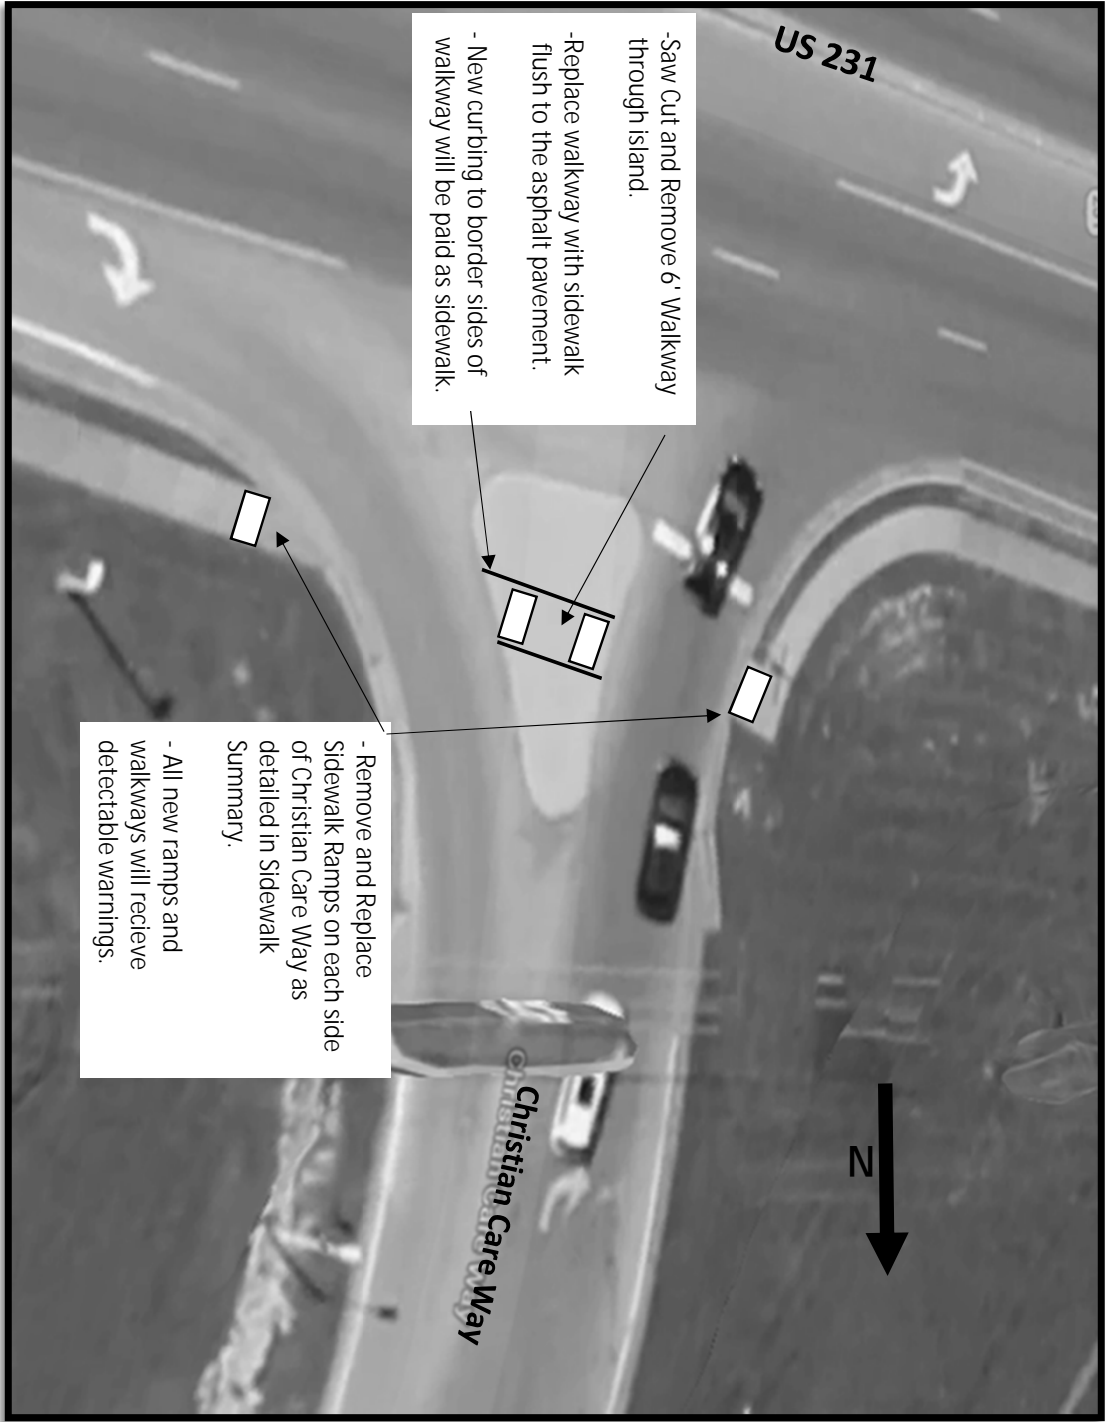 US 231
-Saw Cut and Remove 6' Walkway
through island.
-Replace walkway with sidewalk
flush to the asphalt pavement.
- New curbing to border sides of
walkway will be paid as sidewalk.
- Remove and Replace
Sidewalk Ramps on each side
of Christian Care Way as
detailed in Sidewalk
Summary.
- All new ramps and
walkways will recieve
detectable warnings.
Christian Care Way
Christian Care Way
N